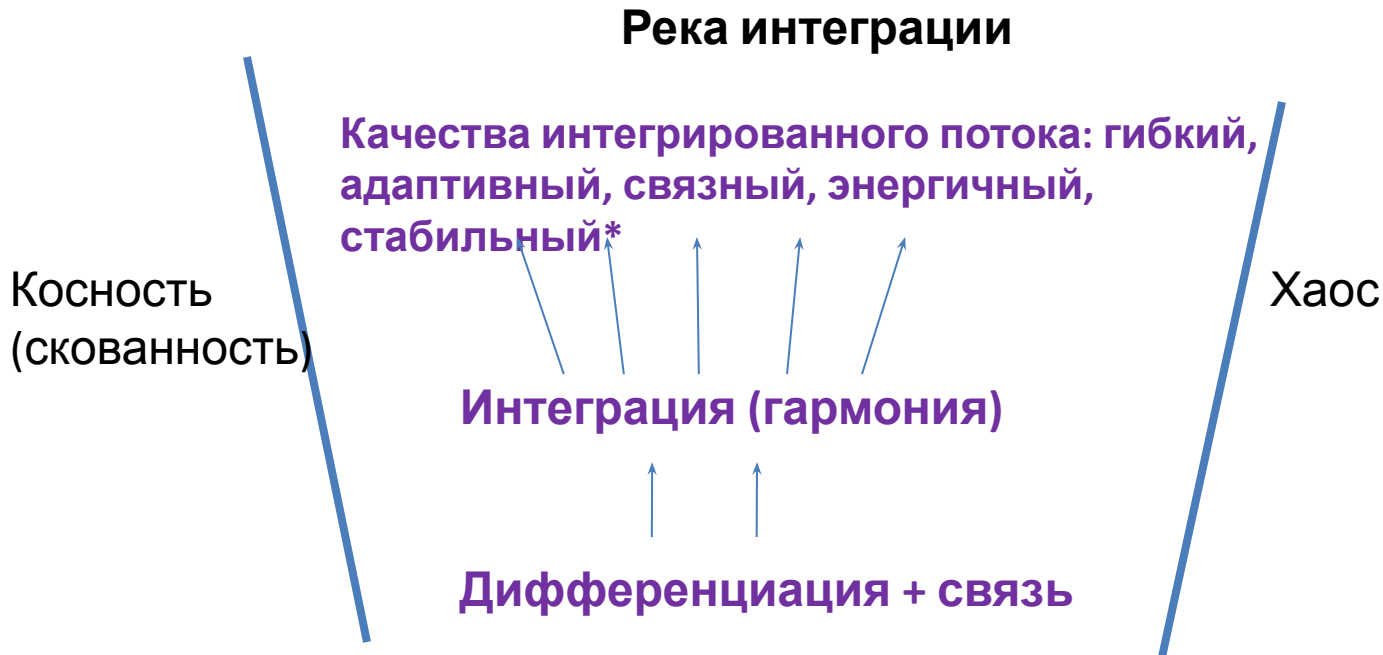 Река интеграции
Качества интегрированного потока: гибкий,
адаптивный, связный, энергичный,
стабильный*
Косность
(скованность)
Хаос
Интеграция (гармония)
Дифференциация + связь